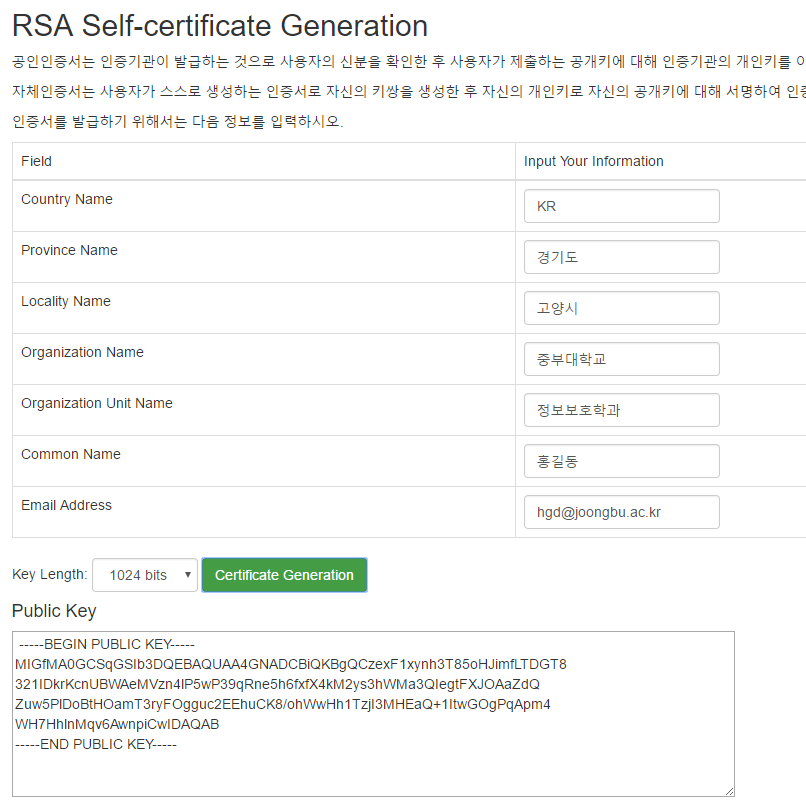 RSA Self-certificate Generation
공인인증서는 인증기관이 발급하는 것으로 사용자의 신분을 확인한 후 사용자가 제출하는 공개키에 대해 인증기관의 개인키를 이
자체인증서는 사용자가 스스로 생성하는 인증서로 자신의 키쌍을 생성한 후 자신의 개인키로 자신의 공개키에 대해 서명하여 인증
인증서를 발급하기 위해서는 다음 정보를 입력하시오.
Field Input Your Information
Country Name KR
Province Name 경기도
Locality Name 고양시
Organization Name 중부대학교
Organization Unit Name 정보보호학과
Common Name 홍길동
Email Address hgd@joongbu.ac.kr
Key Length: 1024 bits Certificate Generation
Public Key
-----BEGIN PUBLIC KEY-----
MIGfMA0GCSqGSIb3DQEBAQUAA4GNADCBiQKBgQCzexF1xynh3T85oHJimfLTDGT8
321IDkrKcnUBWAeMVzn4IP5wP39qRne5h6fxfX4kM2ys3hWMa3QIegtFXJOAaZdQ
Zuw5PIDoBtHOamT3ryFOgguc2EEhuCK8/ohWwHh1TzjI3MHEaQ+1ItwGOgPqApm4
WH7HhInMqv6AwnpiCwIDAQAB
-----END PUBLIC KEY-----